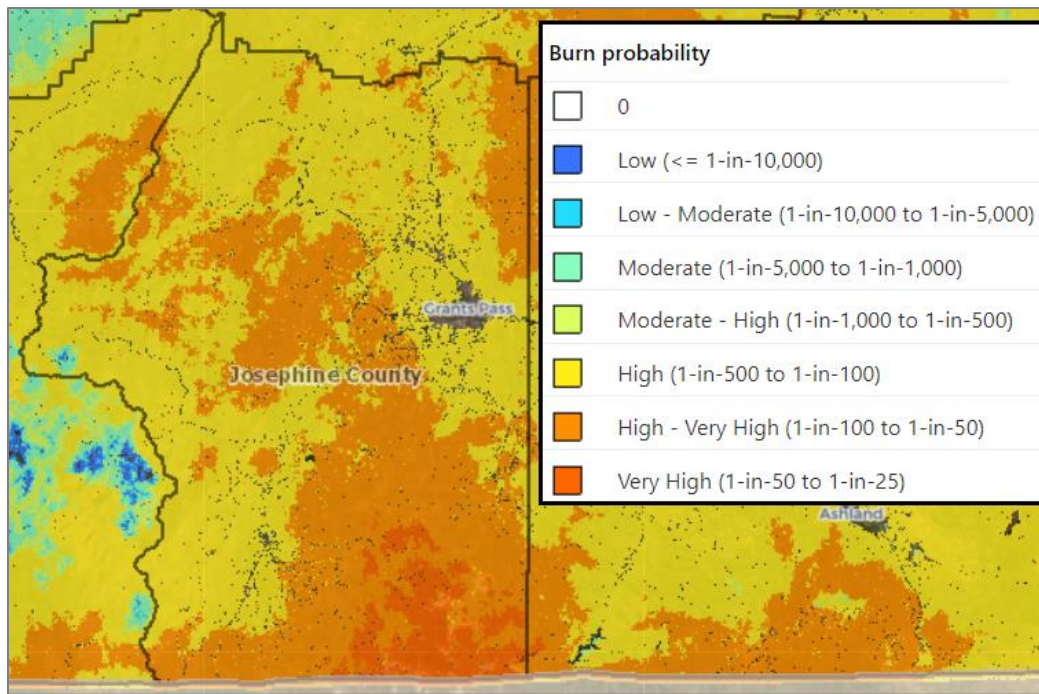 Burn probability
0
Low (<= 1-in-10,000)
Low - Moderate (1-in-10,000 to 1-in-5,000)
Moderate (1-in-5,000 to 1-in-1,000)
Moderate - High (1-in-1,000 to 1-in-500)
High (1-in-500 to 1-in-100)
High - Very High (1-in-100 to 1-in-50)
Very High (1-in-50 to 1-in-25)
Grants Pass
Josephine County
Ashland